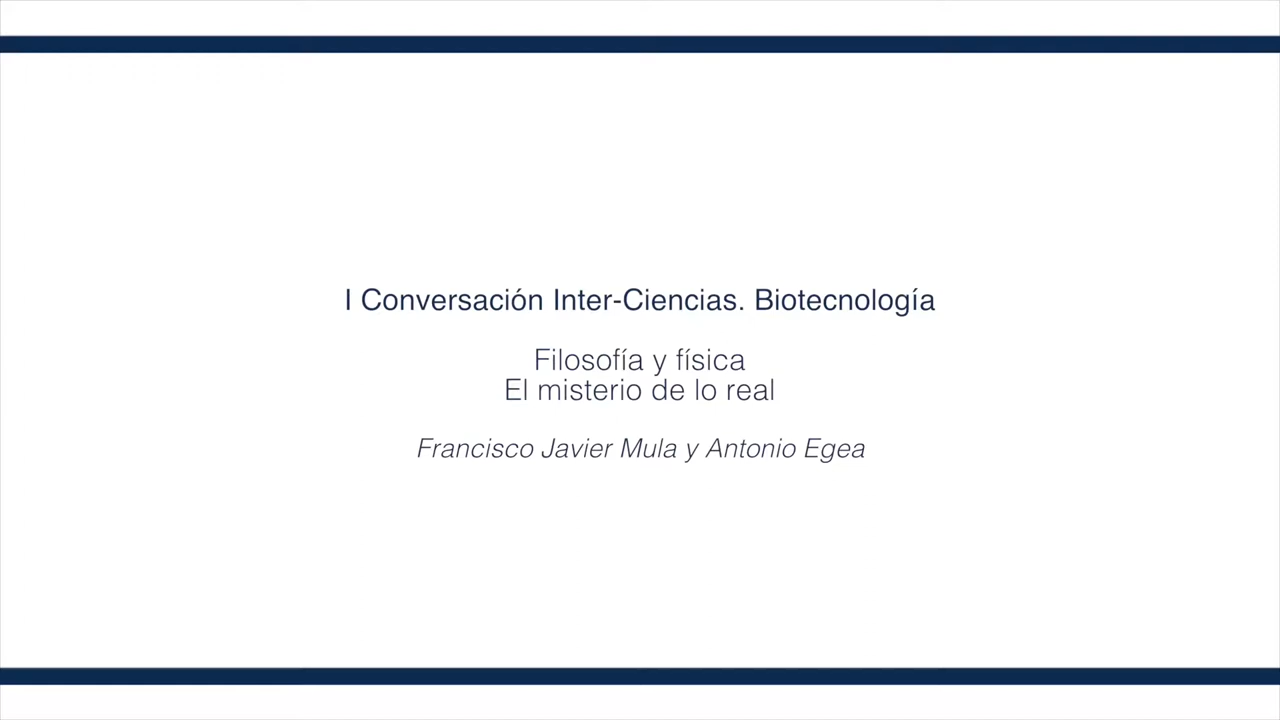 I Conversación Inter-Ciencias. Biotecnología
Filosofía y física
El misterio de lo real
Francisco Javier Mula y Antonio Egea